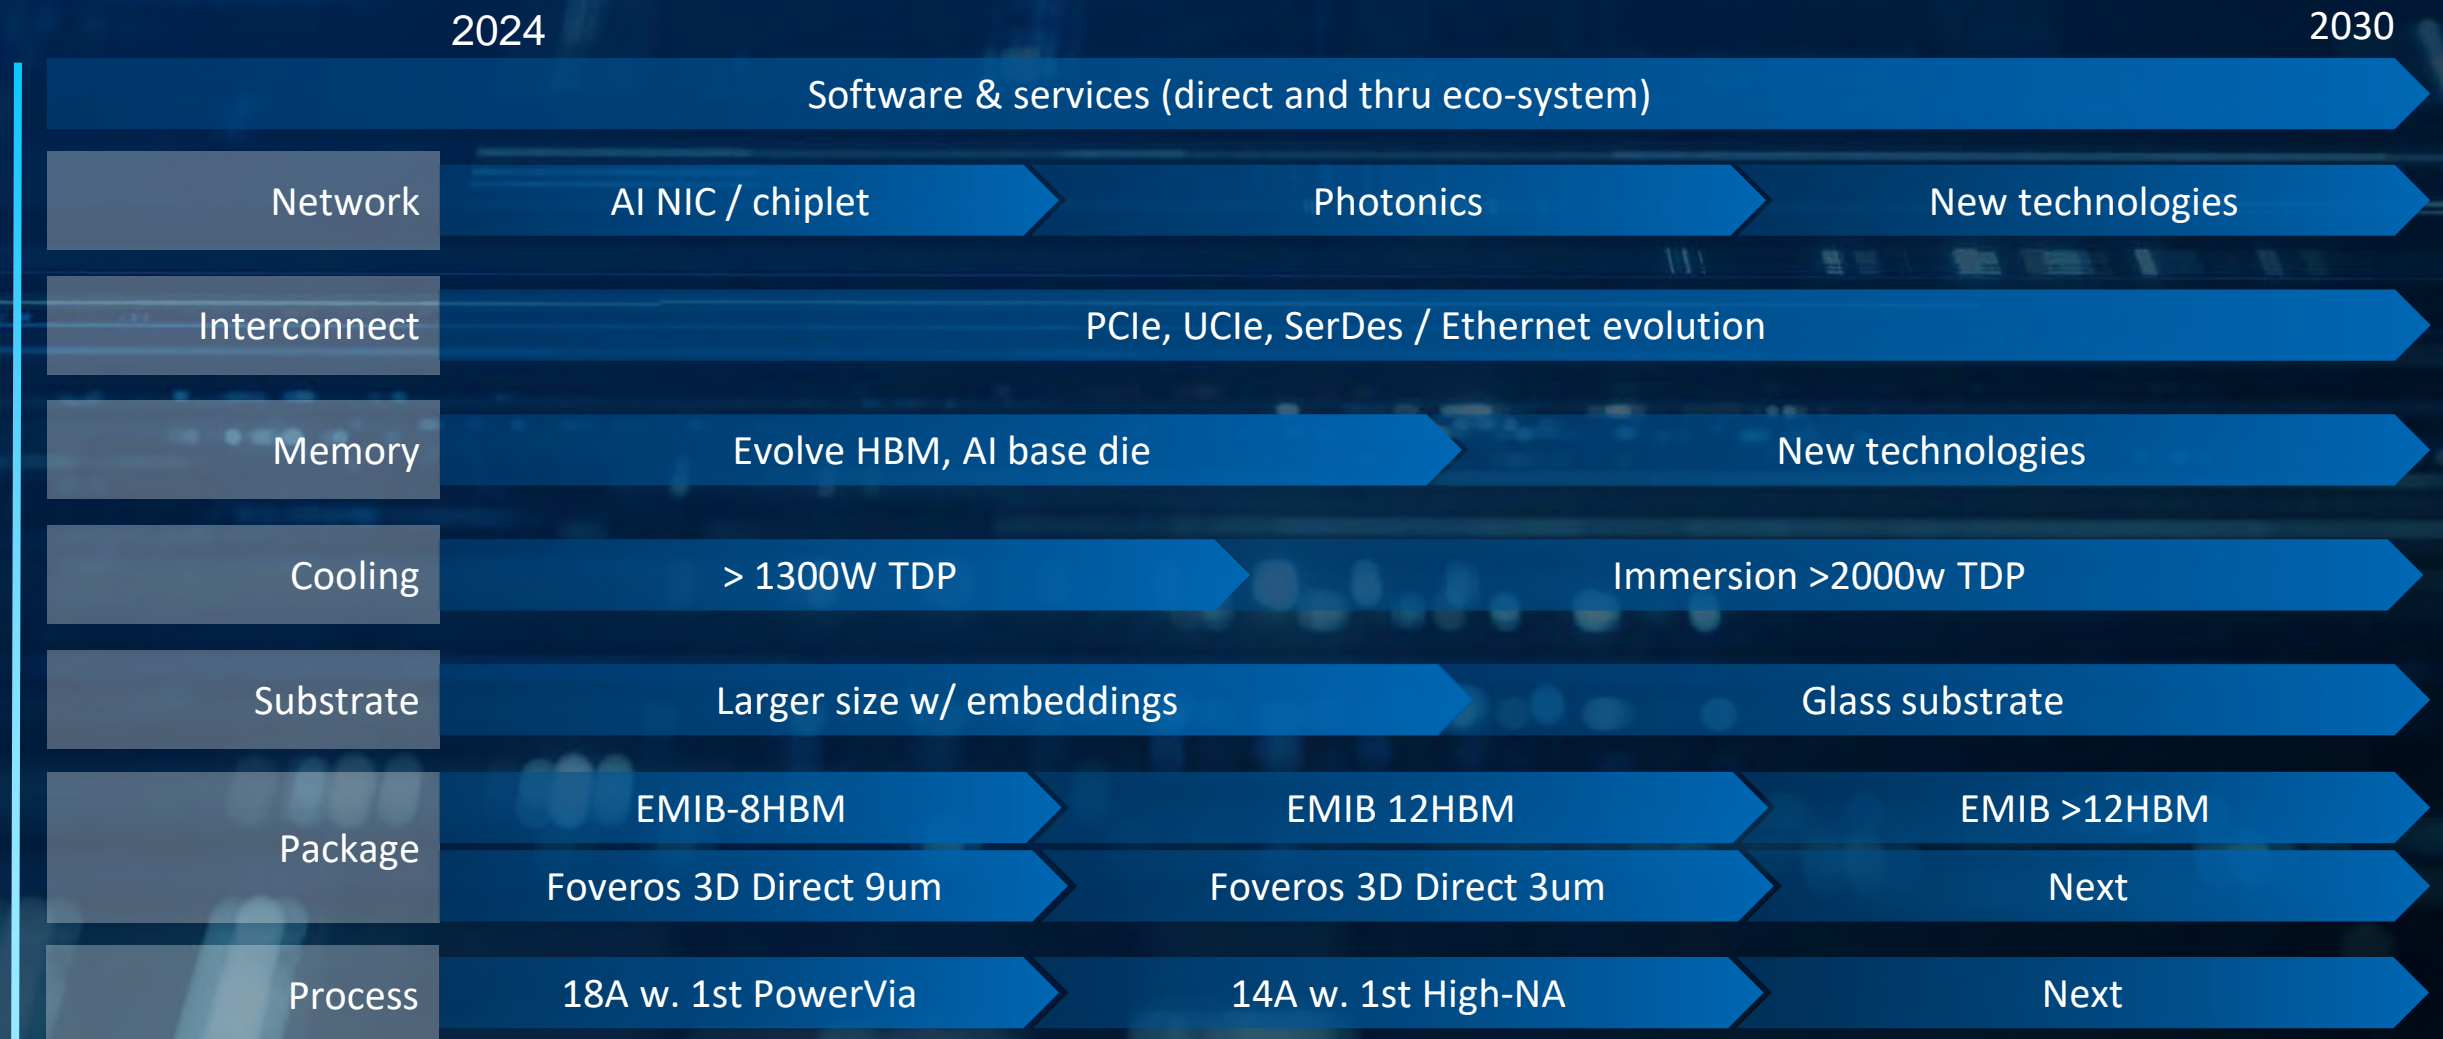 2024
2030
Software & services (direct and thru eco-system)
Network
AI NIC / chiplet
Photonics
New technologies
Interconnect
PCIe, UCIe, SerDes / Ethernet evolution
Memory
Evolve HBM, AI base die
New technologies
Cooling
> 1300W TDP
Immersion >2000w TDP
Substrate
Larger size w/ embeddings
Glass substrate
Package
EMIB-8HBM
EMIB 12HBM
EMIB >12HBM
Foveros 3D Direct 9um
Foveros 3D Direct 3um
Next
Process
18A w. 1st PowerVia
14A w. 1st High-NA
Next